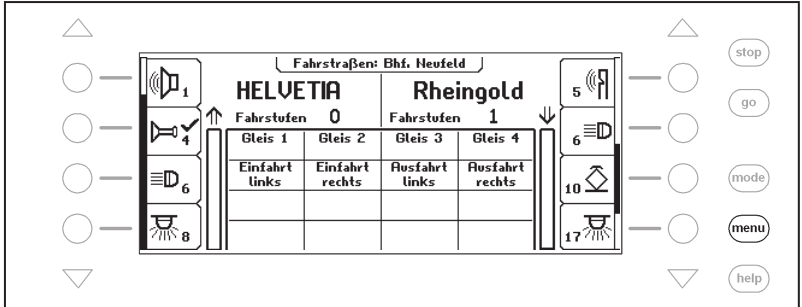 Fahrstraßen: Bhf. Neufeld
HELVETIA Rheingold
Fahrstufen 0 Fahrstufen 1
Gleis 1 Gleis 2 Gleis 3 Gleis 4
Einfahrt links Einfahrt rechts Ausfahrt links Ausfahrt rechts
1
4
6
8
5
6
10
17
stop
go
mode
menu
help